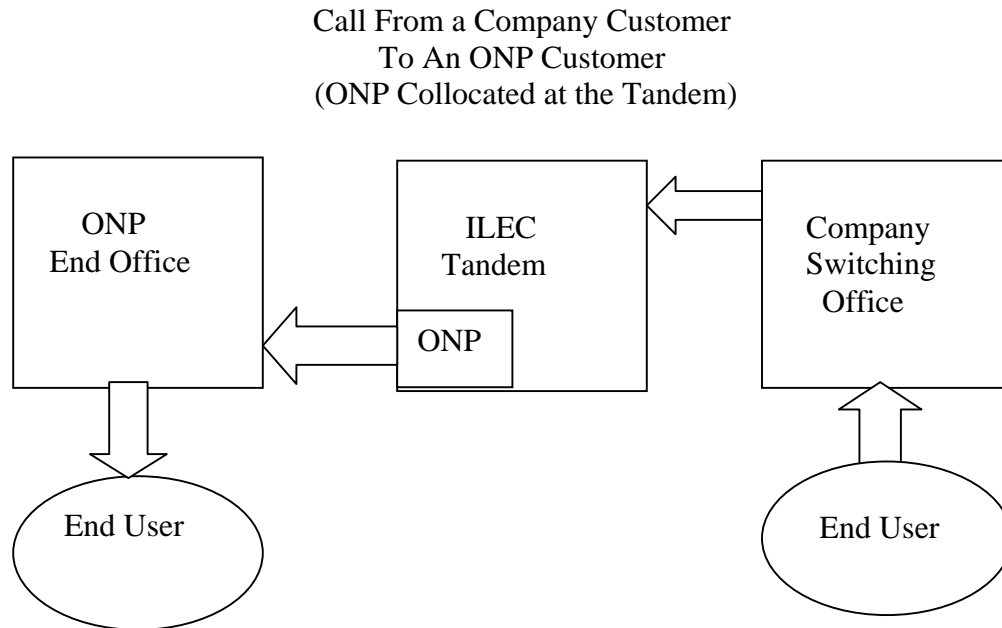 Call From a Company Customer
To An ONP Customer
(ONP Collocated at the Tandem)
ONP
End Office
ILEC
Tandem
ONP
Company
Switching
Office
End User
End User